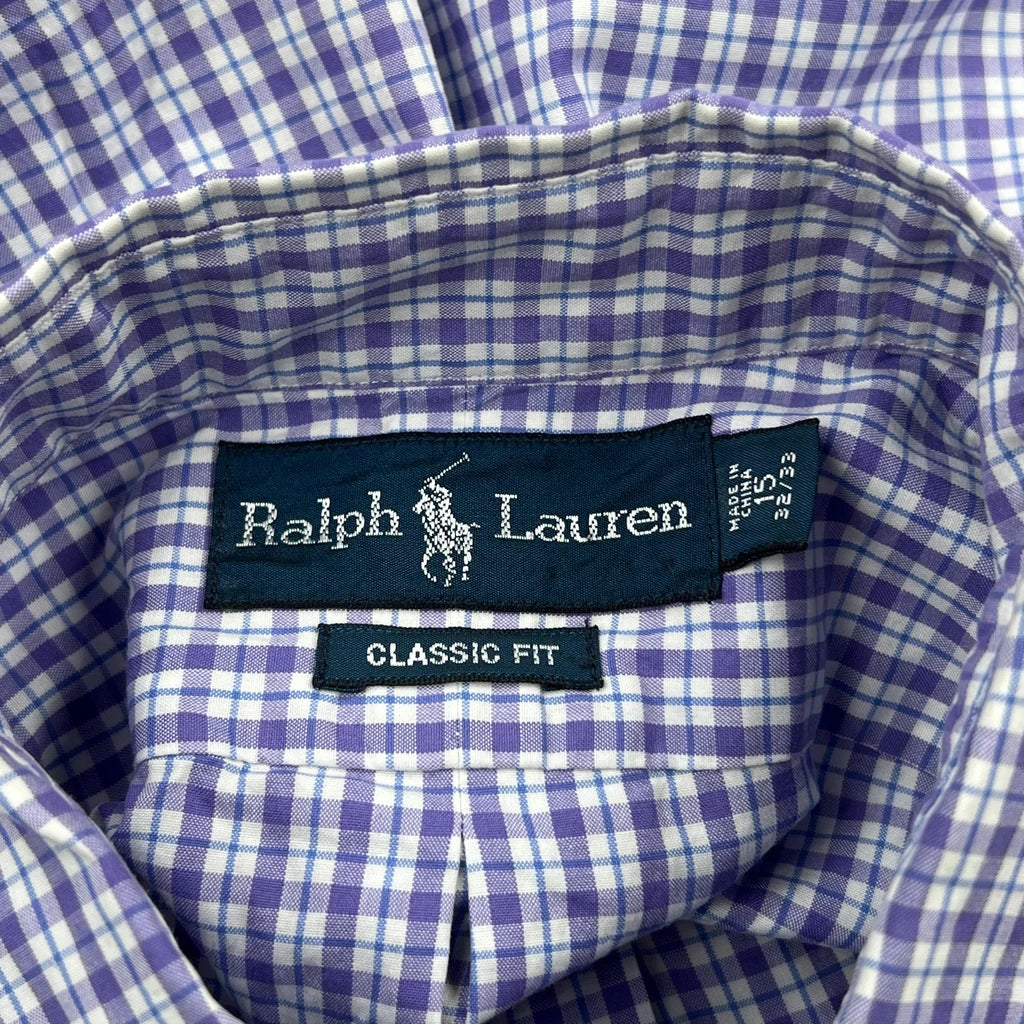 Ralph Lauren
MADE IN
CHINA
15
32/33
CLASSIC FIT